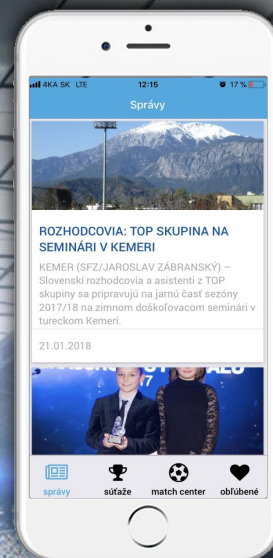 4KA SK LTE 12:15 17 %
Správy
ROZHODCOVIA: TOP SKUPINA NA
SEMINÁRI V KEMERI
KEMER (SFZ/JAROSLAV ZÁBRANSKÝ) –
Slovenskí rozhodcovia a asistenti z TOP
skupiny sa pripravujú na jarnú časť sezóny
2017/18 na zimnom doškoľovacom seminári v
tureckom Kemeri.
21.01.2018
17
správy súťaže match center obľúbené